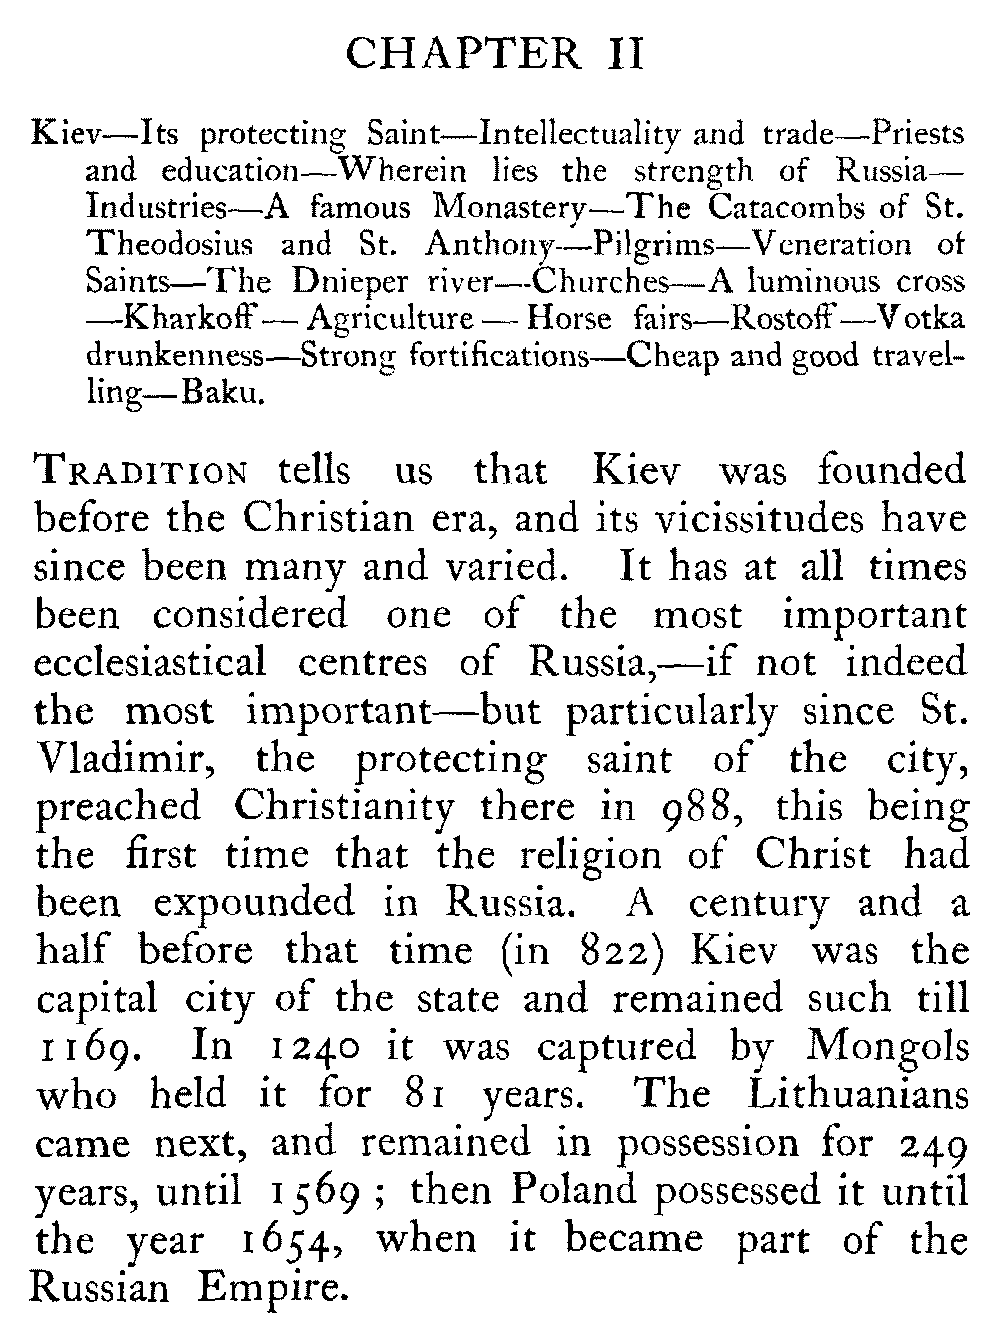 CHAPTER II
Kiev—Its protecting Saint—Intellectuality and trade—Priests
and education—Wherein lies the strength of Russia—
Industries—A famous Monastery—The Catacombs of St.
Theodosius and St. Anthony—Pilgrims—Veneration of
Saints—The Dnieper river—Churches—A luminous cross
—Kharkoff—Agriculture—Horse fairs—Rostoff—Votka
drunkenness—Strong fortifications—Cheap and good travel-
ling—Baku.
TRADITION tells us that Kiev was founded
before the Christian era, and its vicissitudes have
since been many and varied. It has at all times
been considered one of the most important
ecclesiastical centres of Russia,—if not indeed
the most important—but particularly since St.
Vladimir, the protecting saint of the city,
preached Christianity there in 988, this being
the first time that the religion of Christ had
been expounded in Russia. A century and a
half before that time (in 822) Kiev was the
capital city of the state and remained such till
1169. In 1240 it was captured by Mongols
who held it for 81 years. The Lithuanians
came next, and remained in possession for 249
years, until 1569; then Poland possessed it until
the year 1654, when it became part of the
Russian Empire.